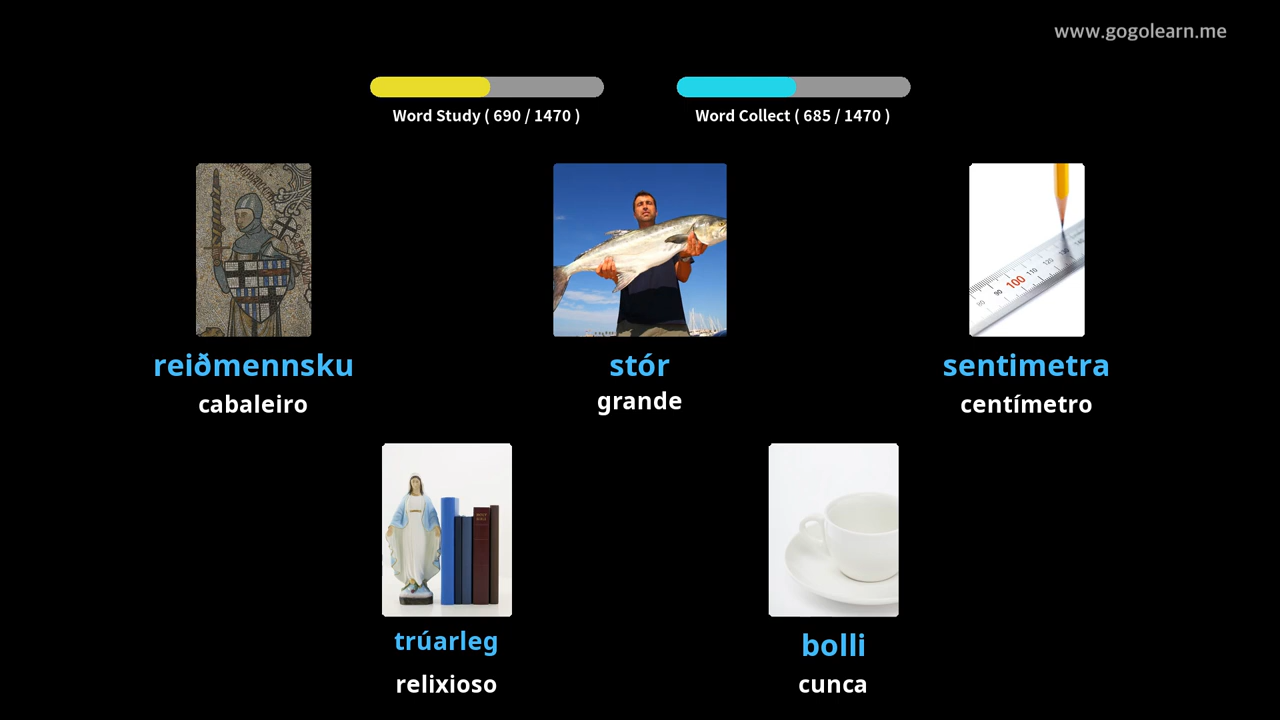 www.gogolearn.me
Word Study ( 690 / 1470 )
Word Collect ( 685 / 1470 )
reiðmennsku
cabaleiro
stór
grande
sentimetra
centímetro
trúarleg
relixioso
bolli
cunca